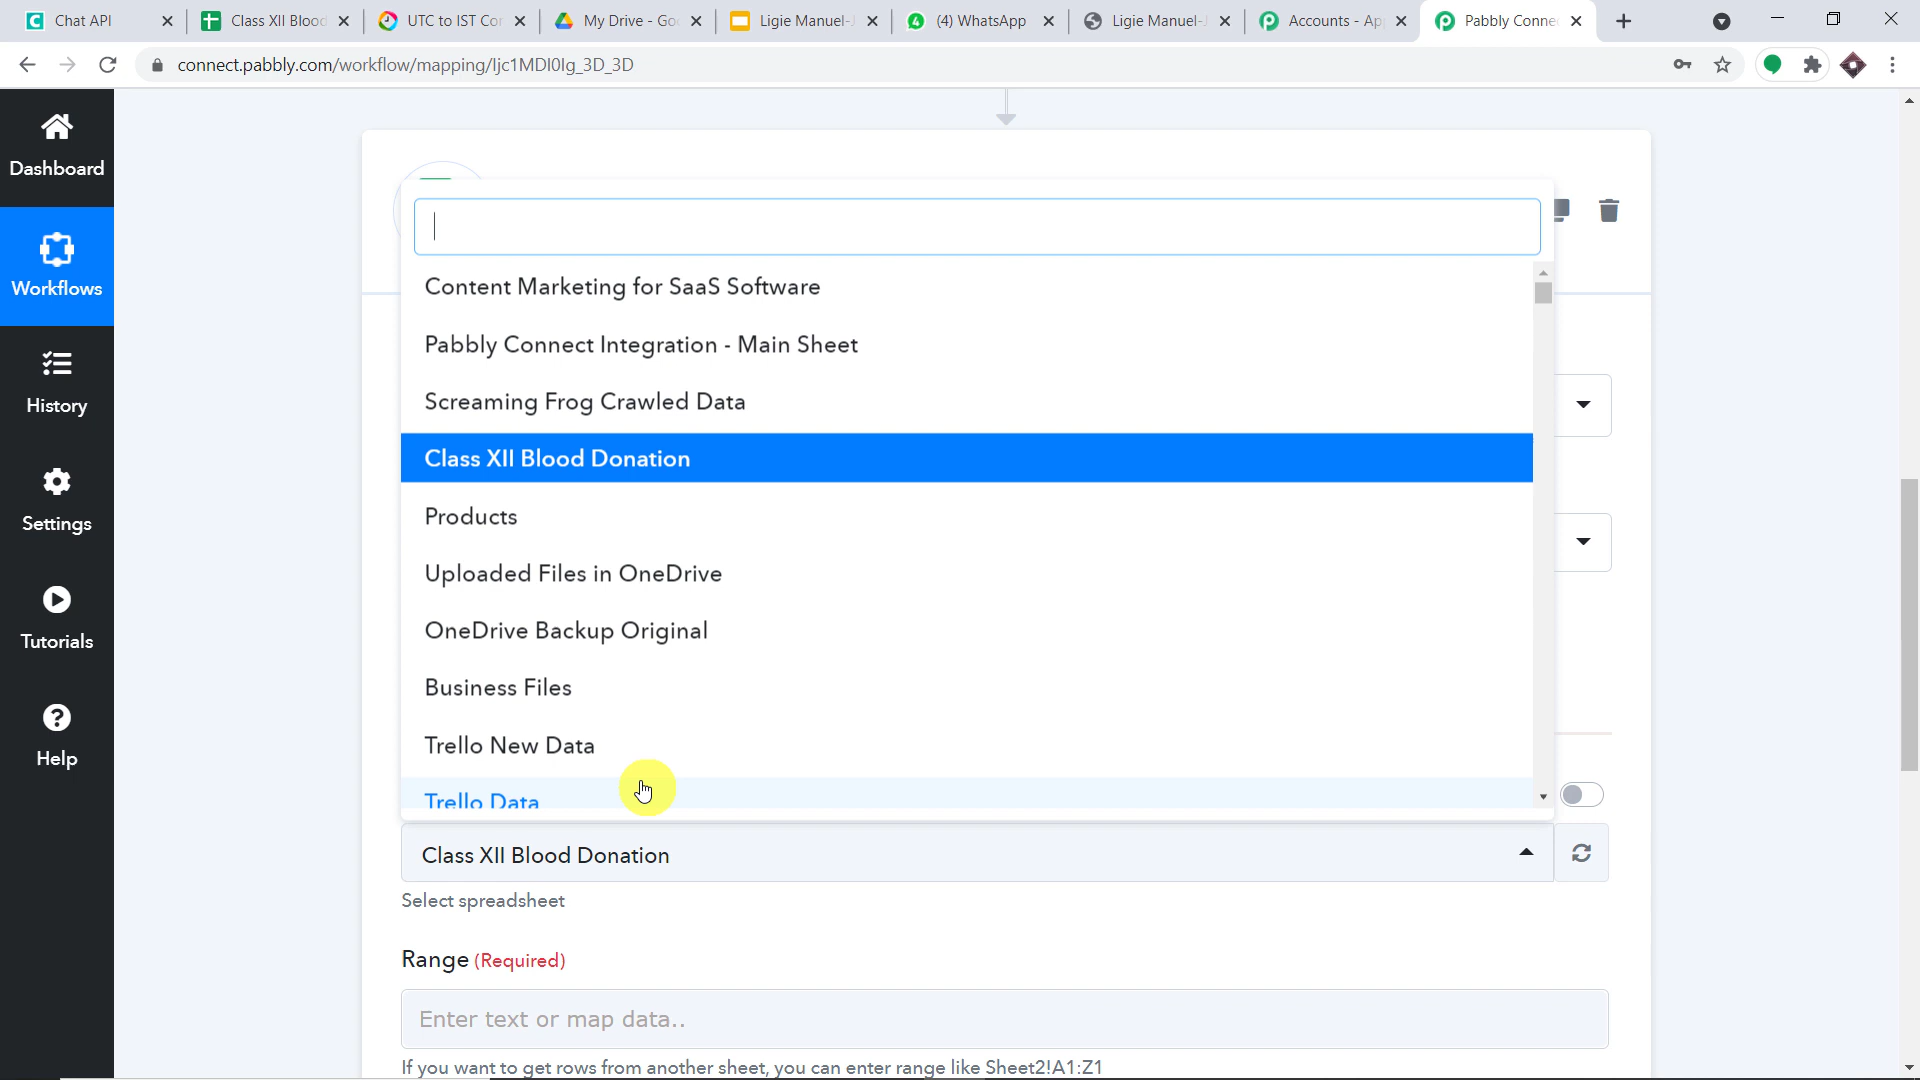 Chat API
Class XII Blood
UTC to IST Con
My Drive - Goo
Ligie Manuel-J
(4) WhatsApp
Ligie Manuel-J
Accounts - Ap
Pabbly Conne
connect.pabbly.com/workflow/mapping/Ijc1MDI0Ig_3D_3D
Dashboard
Workflows
History
Settings
Tutorials
Help
Content Marketing for SaaS Software
Pabbly Connect Integration - Main Sheet
Screaming Frog Crawled Data
Class XII Blood Donation
Products
Uploaded Files in OneDrive
OneDrive Backup Original
Business Files
Trello New Data
Trello Data
Class XII Blood Donation
Select spreadsheet
Range (Required)
Enter text or map data..
If you want to get rows from another sheet, you can enter range like Sheet2!A1:Z1